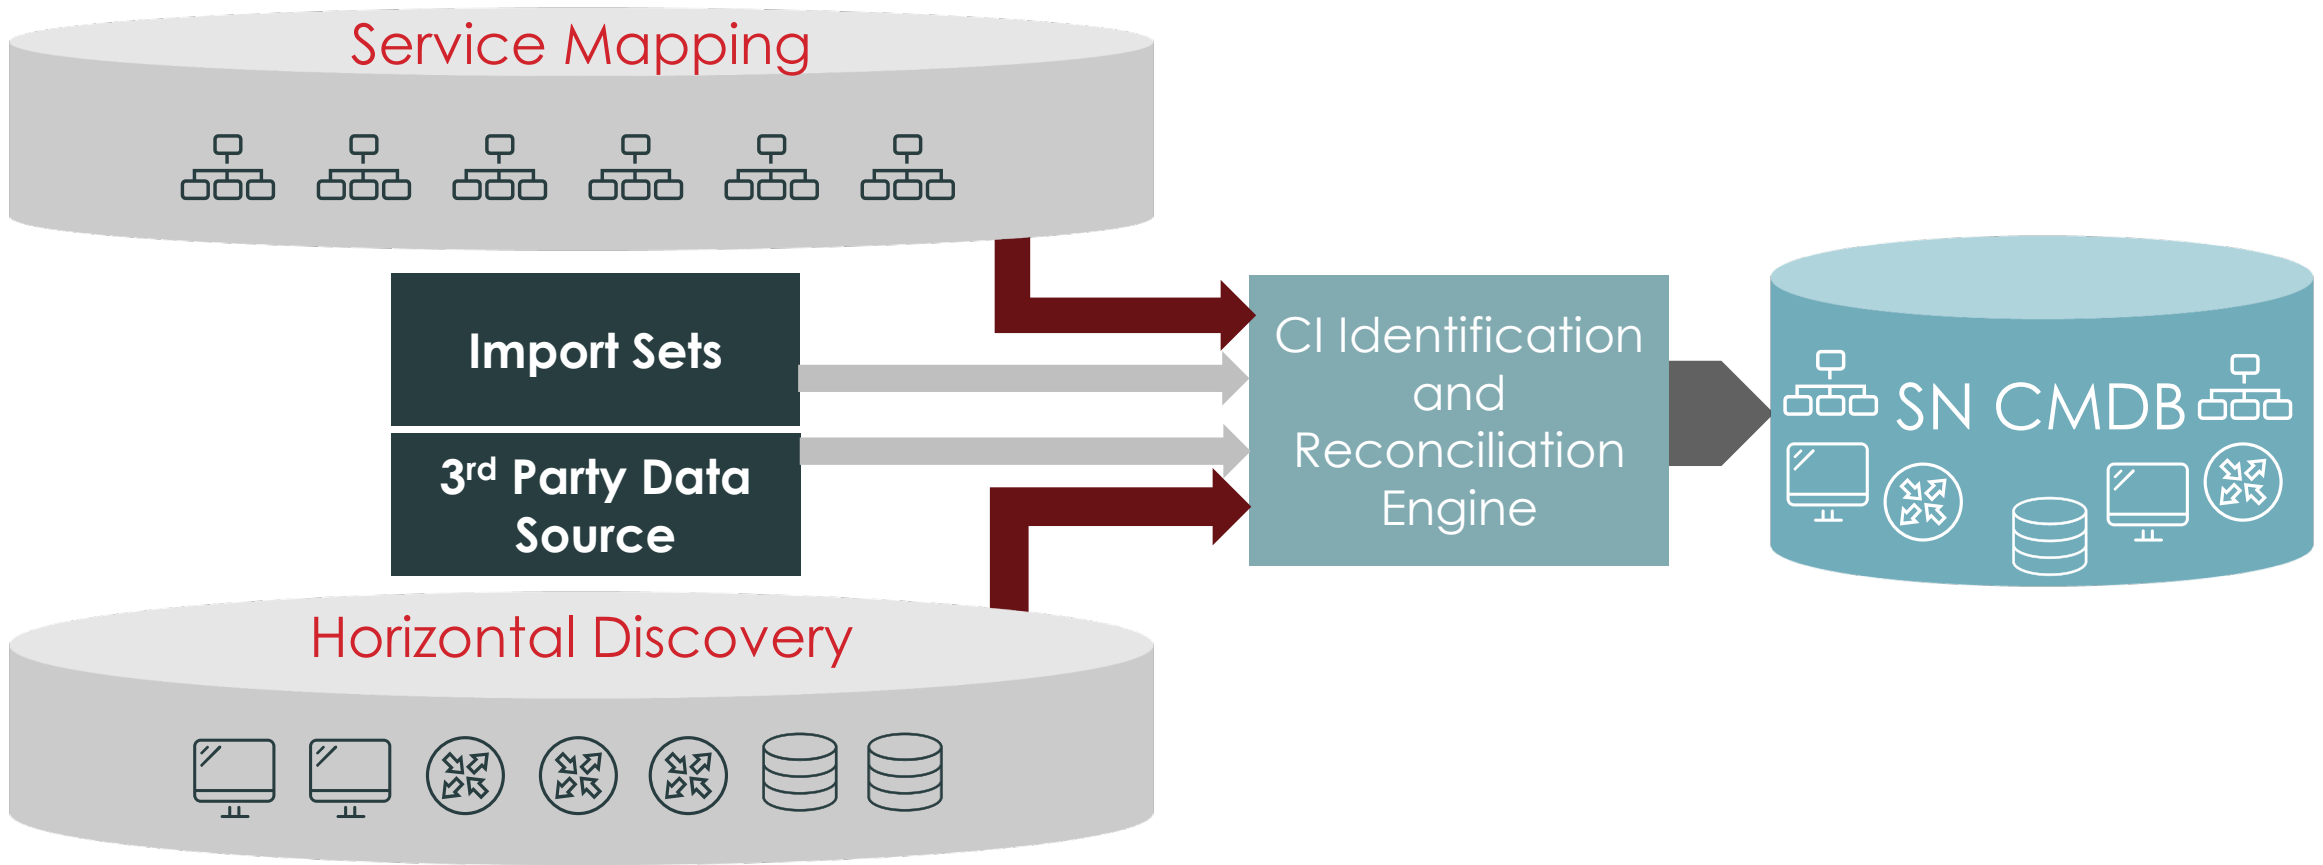 Service Mapping
Import Sets
3rd Party Data
Source
Horizontal Discovery
CI Identification
and
Reconciliation
Engine
SN CMDB